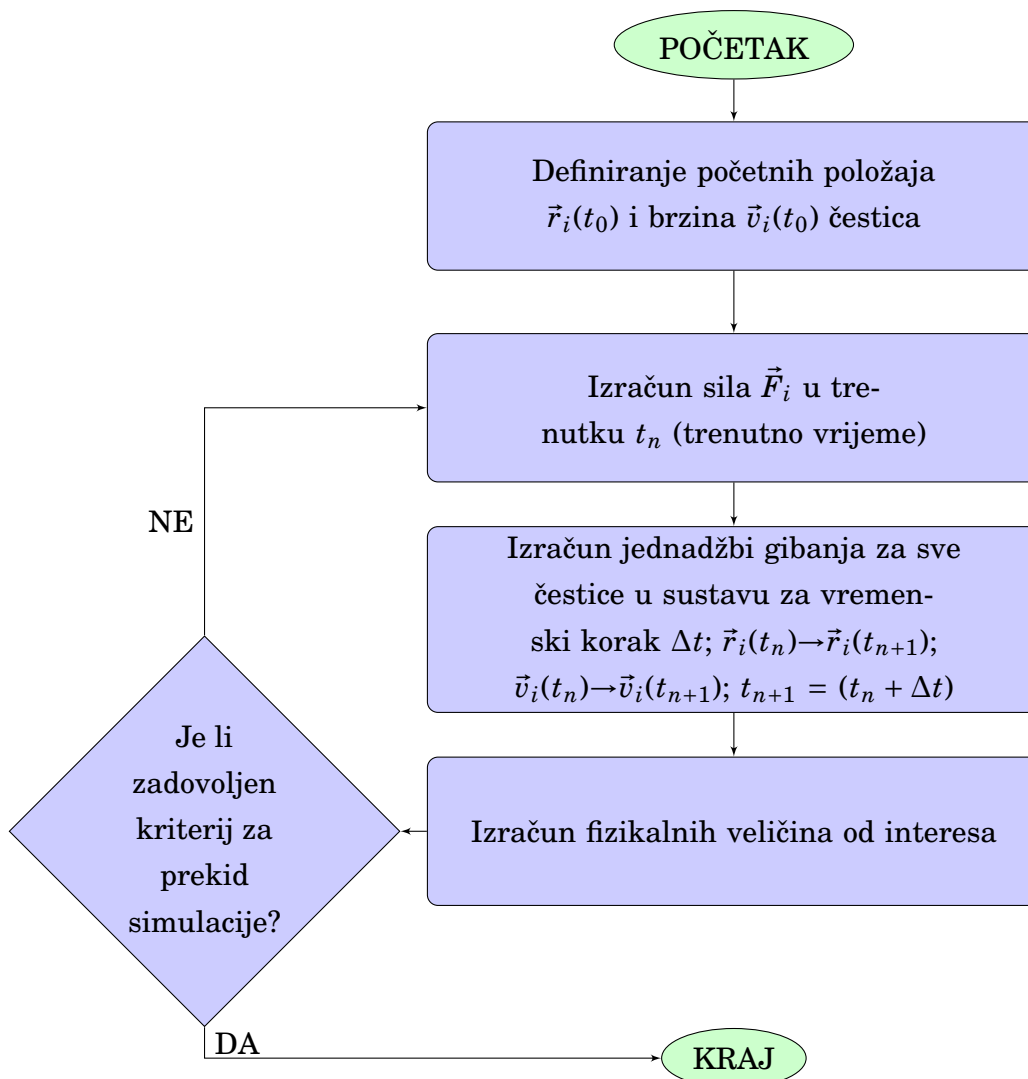 POČETAK
Definiranje početnih položaja
r⃗ᵢ(t₀) i brzina v⃗ᵢ(t₀) čestica
Izračun sila F⃗ᵢ u tre-
nutku tₙ (trenutno vrijeme)
NE
Izračun jednadžbi gibanja za sve
čestice u sustavu za vremen-
ski korak Δt; r⃗ᵢ(tₙ)→r⃗ᵢ(tₙ₊₁);
v⃗ᵢ(tₙ)→v⃗ᵢ(tₙ₊₁); tₙ₊₁ = (tₙ + Δt)
Izračun fizikalnih veličina od interesa
Je li
zadovoljen
kriterij za
prekid
simulacije?
DA
KRAJ